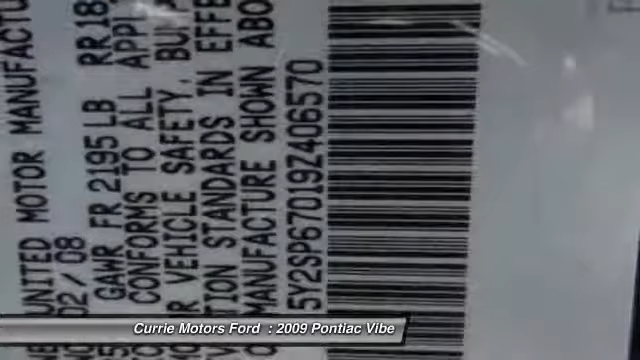 UNITED MOTOR MANUFACTU
02/08
GAWR FR 2195 LB RR 18
CONFORMS TO ALL APPL
VEHICLE SAFETY, BUMP
TION STANDARDS IN EFFE
MANUFACTURE SHOWN ABO
5Y2SP67019Z406570
Currie Motors Ford : 2009 Pontiac Vibe